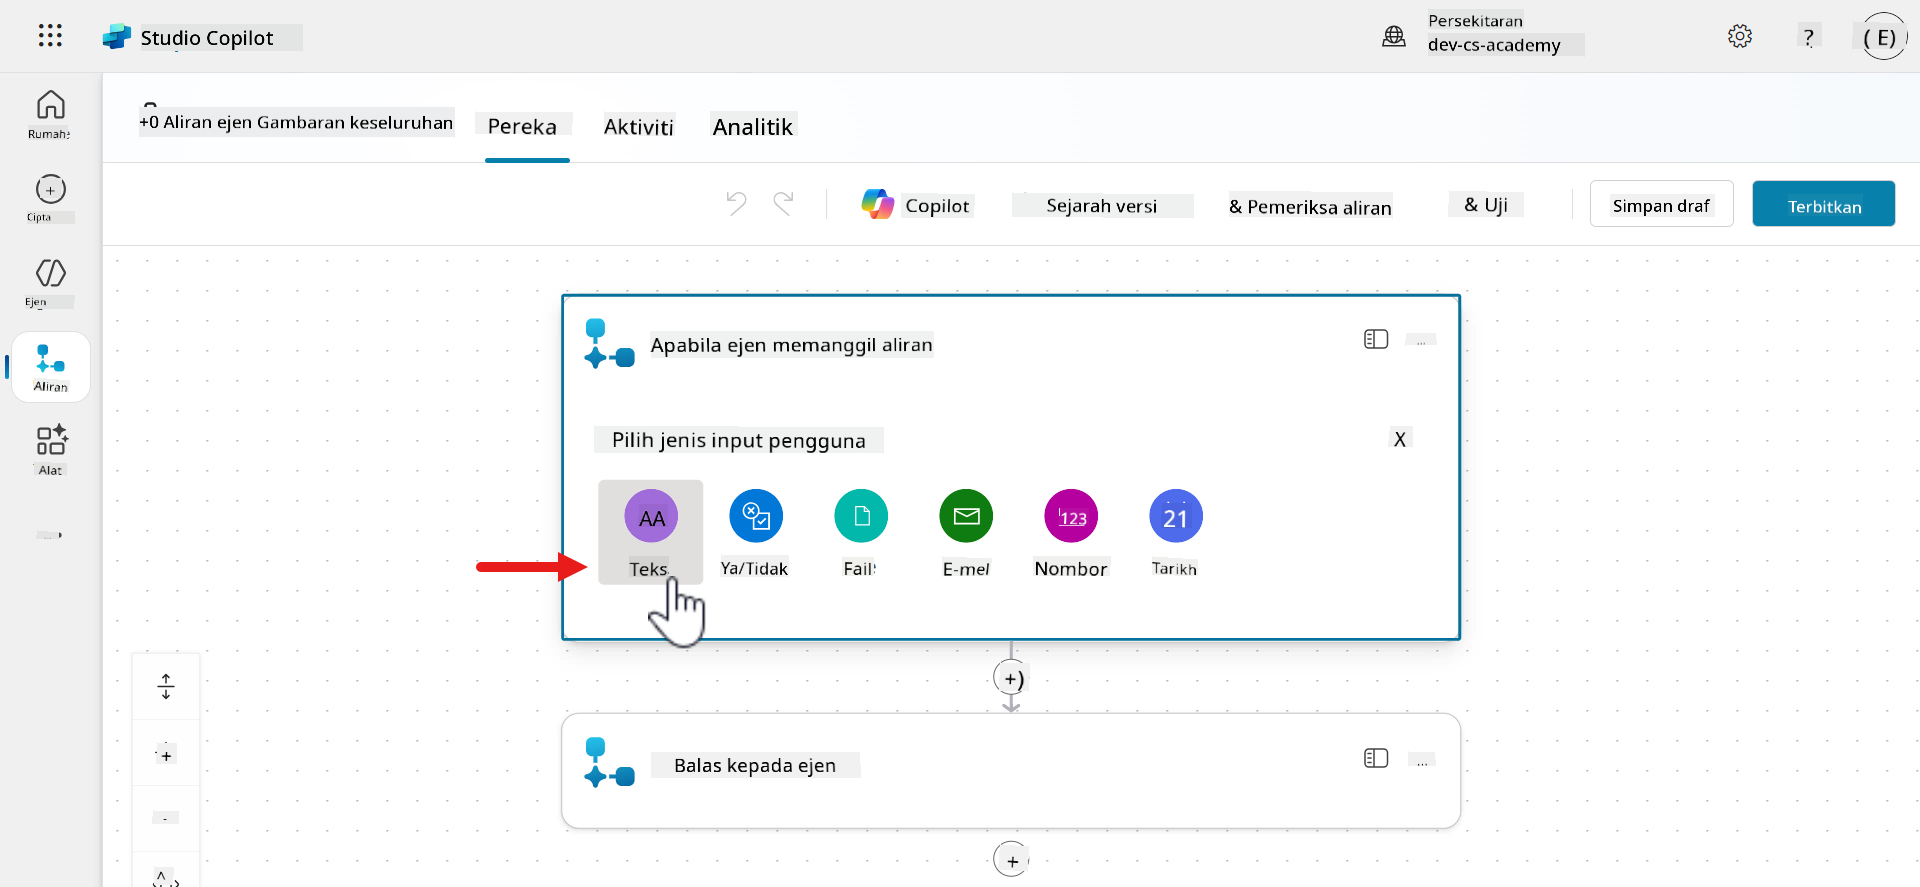 Studio Copilot
Persekitaran
dev-cs-academy
?
( E)
+0 Aliran ejen Gambaran keseluruhan
Pereka
Aktiviti
Analitik
Rumah
Cipta
Ejen
Aliran
Alat
Copilot
Sejarah versi
& Pemeriksa aliran
& Uji
Simpan draf
Terbitkan
Apabila ejen memanggil aliran
...
Pilih jenis input pengguna
X
AA
123
21
Teks
Ya/Tidak
Fail
E-mel
Nombor
Tarikh
+)
Balas kepada ejen
...
+
+
-